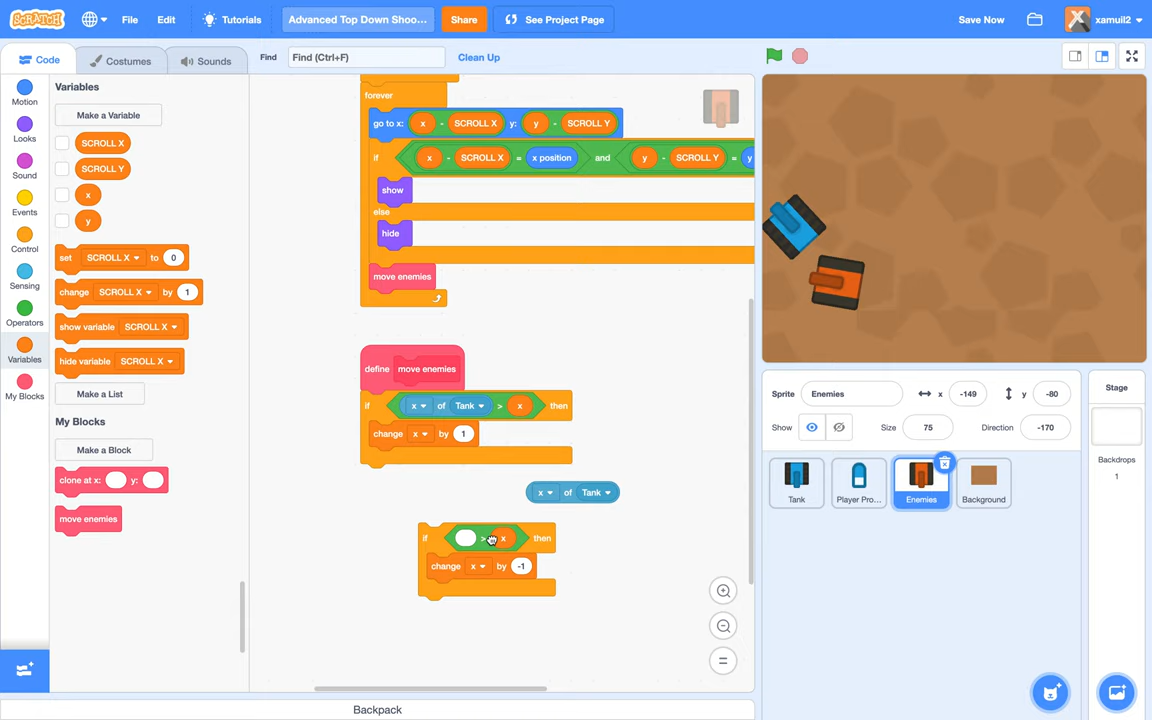 SCRATCH File Edit Tutorials Advanced Top Down Shoo... Share See Project Page Save Now xamuil2
Code Costumes Sounds Find Find (Ctrl+F) Clean Up
Motion
Looks
Sound
Events
Control
Sensing
Operators
Variables
My Blocks
Variables
Make a Variable
SCROLL X
SCROLL Y
x
y
set SCROLL X to 0
change SCROLL X by 1
show variable SCROLL X
hide variable SCROLL X
Make a List
My Blocks
Make a Block
clone at x: y:
move enemies
forever
go to x: x - SCROLL X y: y - SCROLL Y
if x - SCROLL X = x position and y - SCROLL Y = y
show
else
hide
move enemies
define move enemies
if x of Tank > x then
change x by 1
x of Tank
if > x then
change x by -1
Backpack
Sprite Enemies x -149 y -80
Show Size 75 Direction -170
Tank
Player Pro...
Enemies
Background
Stage
Backdrops
1